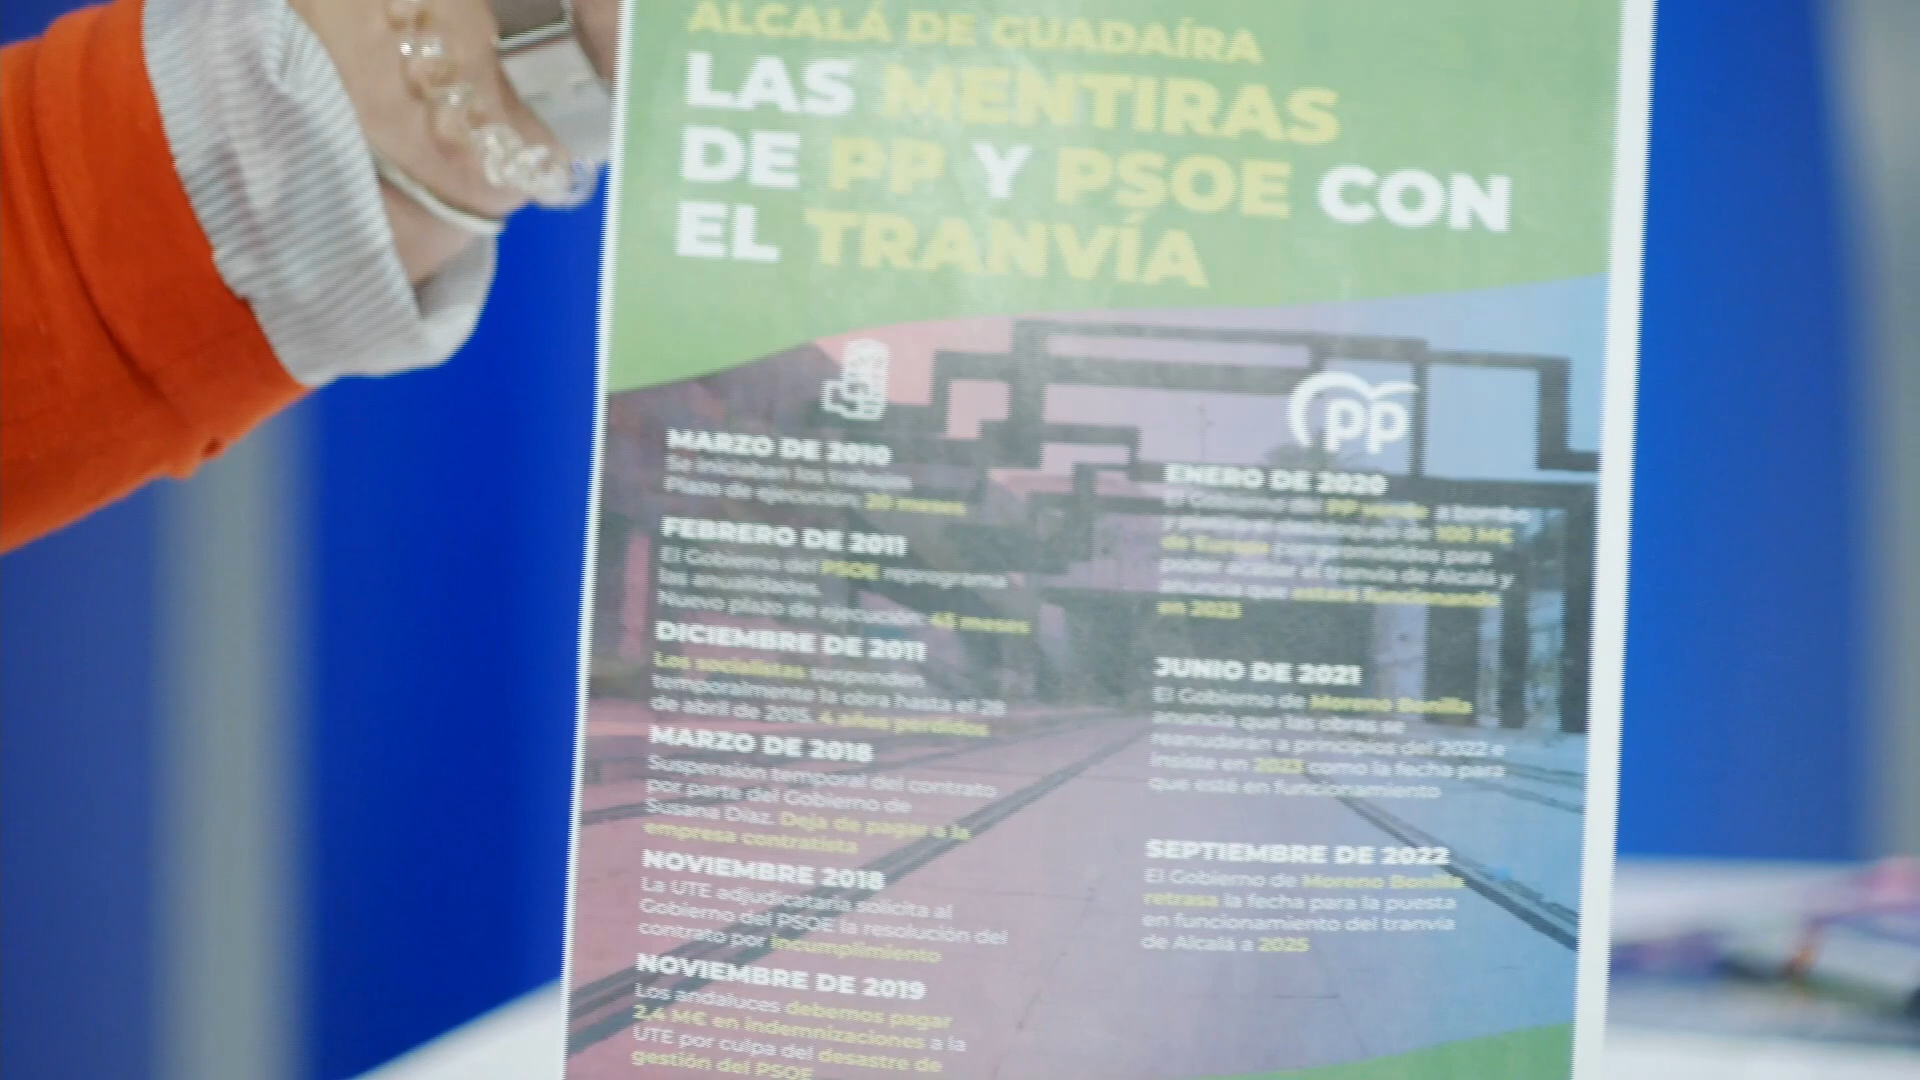 ALCALÁ DE GUADAÍRA
LAS MENTIRAS
DE PP Y PSOE CON
EL TRANVÍA
MARZO DE 2010
Se iniciaban los trabajos
Plazo de ejecución: 20 meses
FEBRERO DE 2011
El Gobierno del PSOE reprograma
las anualidades.
Nuevo plazo de ejecución: 45 meses
DICIEMBRE DE 2011
Los socialistas suspenden
temporalmente la obra hasta el 28
de abril de 2015. 4 años perdidos
MARZO DE 2018
Suspensión temporal del contrato
por parte del Gobierno de
Susana Díaz. Deja de pagar a la
empresa contratista
NOVIEMBRE 2018
La UTE adjudicataria solicita al
Gobierno del PSOE la resolución del
contrato por incumplimiento
NOVIEMBRE DE 2019
Los andaluces debemos pagar
2,4 M€ en indemnizaciones a la
UTE por culpa del desastre de
gestión del PSOE
pp
ENERO DE 2020
El Gobierno del PP vende a bombo
y de 100 M€
de Europa comprometidos para
poder acabar el tranvía de Alcalá y
anuncia que estará funcionando
en 2023
JUNIO DE 2021
El Gobierno de Moreno Bonilla
anuncia que las obras se
reanudarán a principios del 2022 e
insiste en 2023 como la fecha para
que esté en funcionamiento
SEPTIEMBRE DE 2022
El Gobierno de Moreno Bonilla
retrasa la fecha para la puesta
en funcionamiento del tranvía
de Alcalá a 2025